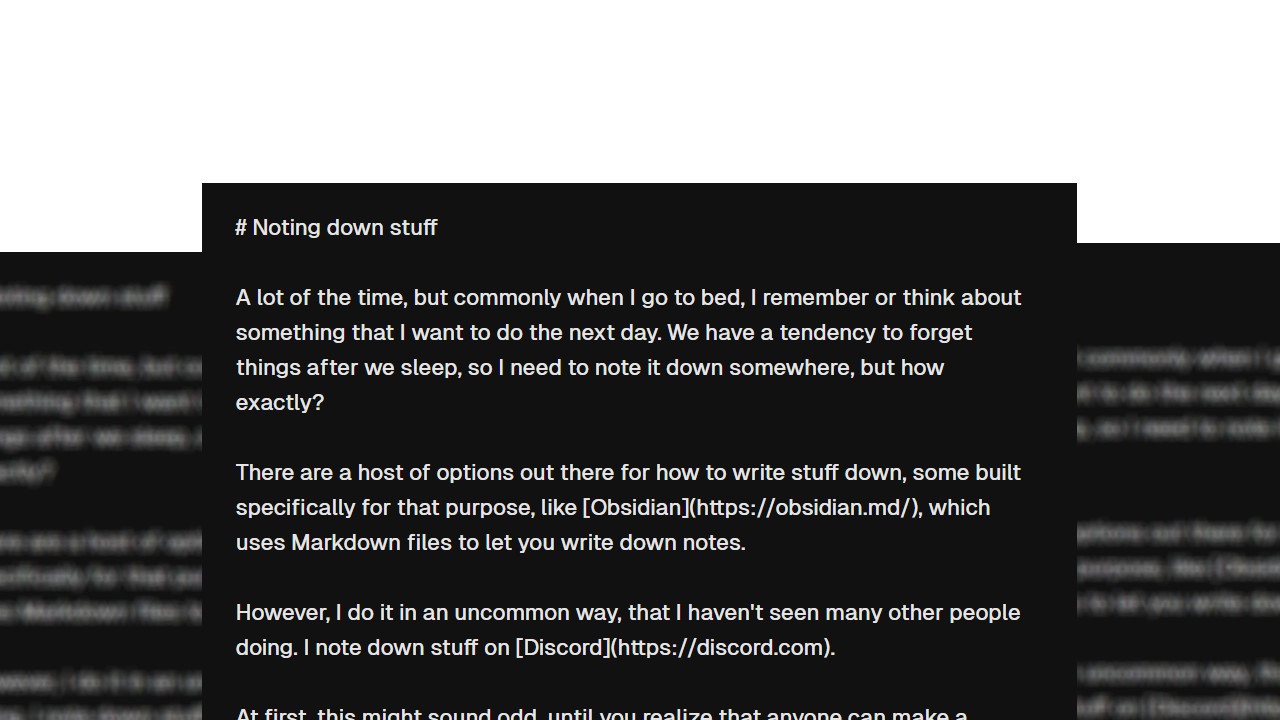 # Noting down stuff
A lot of the time, but commonly when I go to bed, I remember or think about
something that I want to do the next day. We have a tendency to forget
things after we sleep, so I need to note it down somewhere, but how
exactly?
There are a host of options out there for how to write stuff down, some built
specifically for that purpose, like [Obsidian](https://obsidian.md/), which
uses Markdown files to let you write down notes.
However, I do it in an uncommon way, that I haven't seen many other people
doing. I note down stuff on [Discord](https://discord.com).
At first, this might sound odd, until you realize that anyone can make a